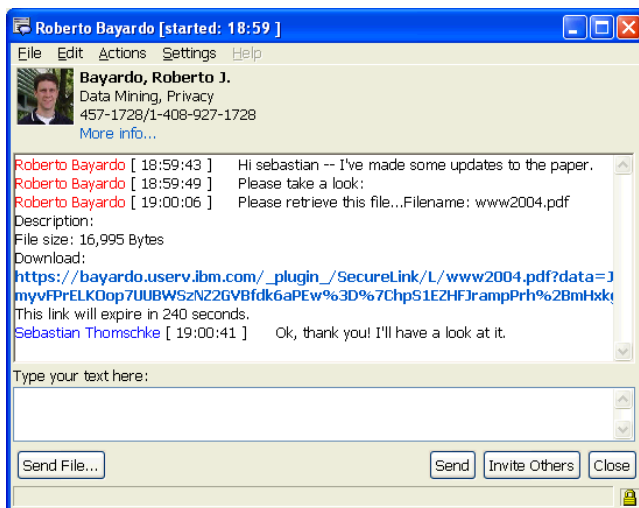 Roberto Bayardo [started: 18:59 ]
File Edit Actions Settings Help
Bayardo, Roberto J.
Data Mining, Privacy
457-1728/1-408-927-1728
More info...
Roberto Bayardo [ 18:59:43 ] Hi sebastian -- I've made some updates to the paper.
Roberto Bayardo [ 18:59:49 ] Please take a look:
Roberto Bayardo [ 19:00:06 ] Please retrieve this file...Filename: www2004.pdf
Description:
File size: 16,995 Bytes
Download:
https://bayardo.userv.ibm.com/_plugin_/SecureLink/L/www2004.pdf?data=J
myvFPrELKOop7UUBWSzNZ2GVBfdk6aPEw%3D%7ChpS1EZHFJrampPrh%2BmHxkg
This link will expire in 240 seconds.
Sebastian Thomschke [ 19:00:41 ] Ok, thank you! I'll have a look at it.
Type your text here:
Send File... Send Invite Others Close